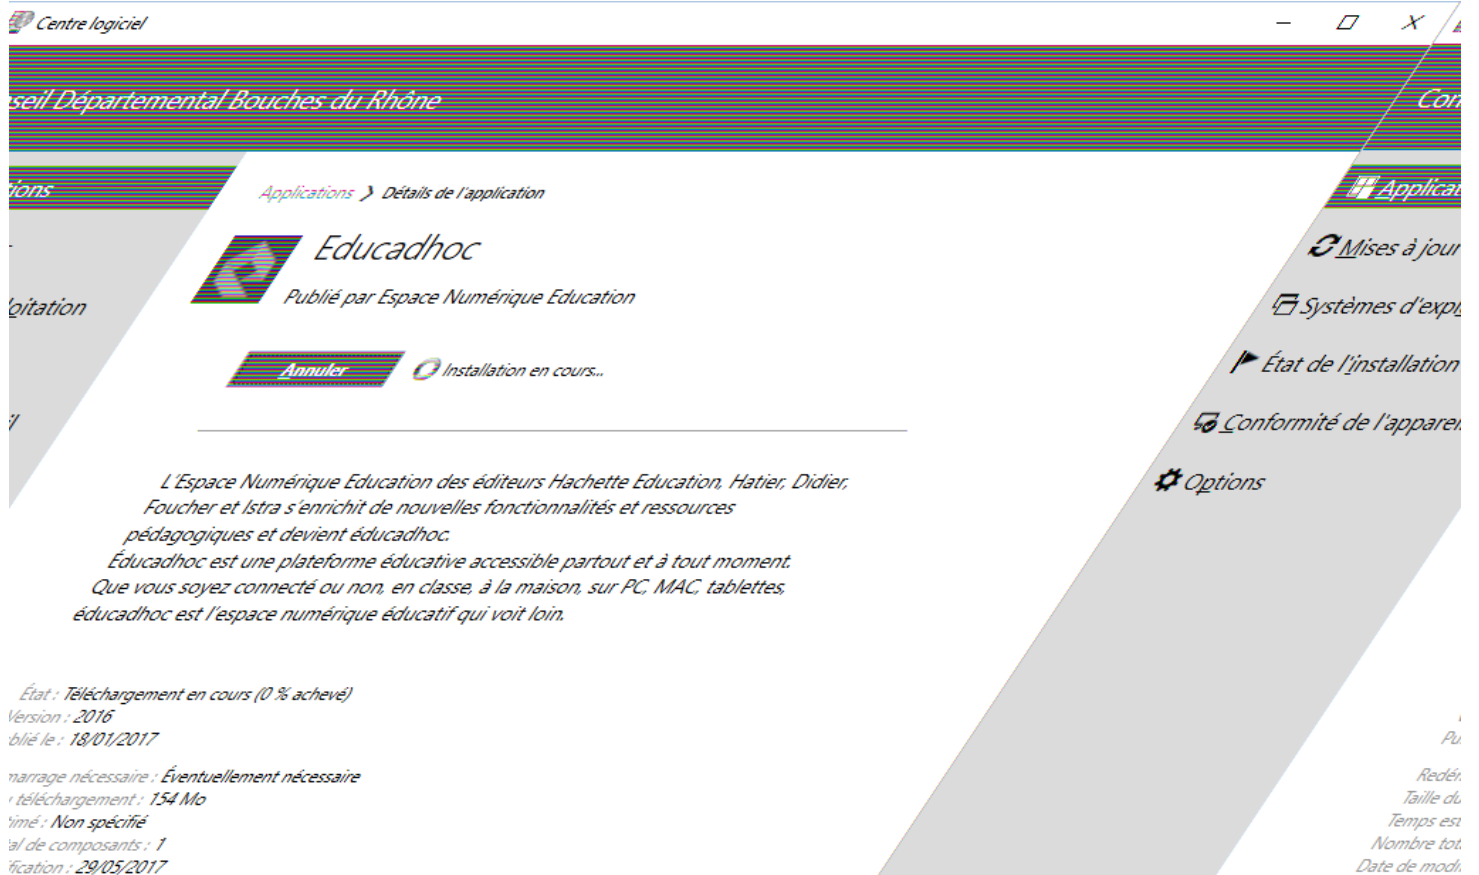 Centre logiciel
seil Départemental Bouches du Rhône
Con
tions
Applications ❯ Détails de l'application
Applicat
Educadhoc
Mises à jour
Publié par Espace Numérique Education
oitation
Systèmes d'expl
Annuler
Installation en cours...
État de l'installation
Conformité de l'apparei
Options
L'Espace Numérique Education des éditeurs Hachette Education, Hatier, Didier,
Foucher et Istra s'enrichit de nouvelles fonctionnalités et ressources
pédagogiques et devient éducadhoc.
Éducadhoc est une plateforme éducative accessible partout et à tout moment.
Que vous soyez connecté ou non, en classe, à la maison, sur PC, MAC, tablettes,
éducadhoc est l'espace numérique éducatif qui voit loin.
État : Téléchargement en cours (0 % achevé)
Version : 2016
blié le : 18/01/2017
Pu
marrage nécessaire : Éventuellement nécessaire
Redém
téléchargement : 154 Mo
Taille du
timé : Non spécifié
Temps est
al de composants : 1
Nombre tot
ification : 29/05/2017
Date de modi